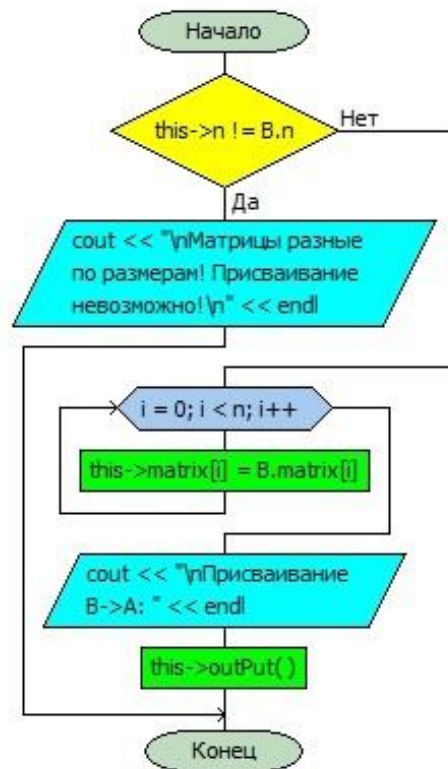 Начало
this->n != B.n
Нет
Да
cout << "\nМатрицы разные
по размерам! Присваивание
невозможно!\n" << endl
i = 0; i < n; i++
this->matrix[i] = B.matrix[i]
cout << "\nПрисваивание
B->A: " << endl
this->outPut( )
Конец